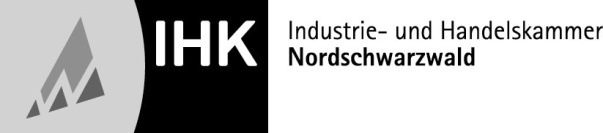 IHK
Industrie- und Handelskammer
Nordschwarzwald